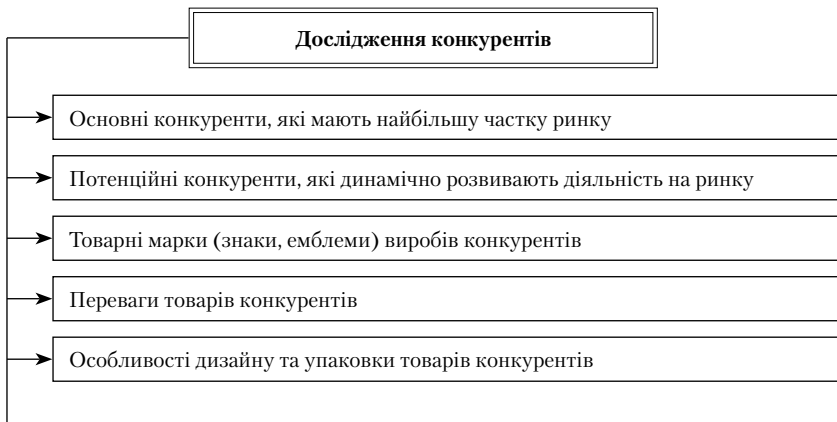 Дослідження конкурентів
Основні конкуренти, які мають найбільшу частку ринку
Потенційні конкуренти, які динамічно розвивають діяльність на ринку
Товарні марки (знаки, емблеми) виробів конкурентів
Переваги товарів конкурентів
Особливості дизайну та упаковки товарів конкурентів